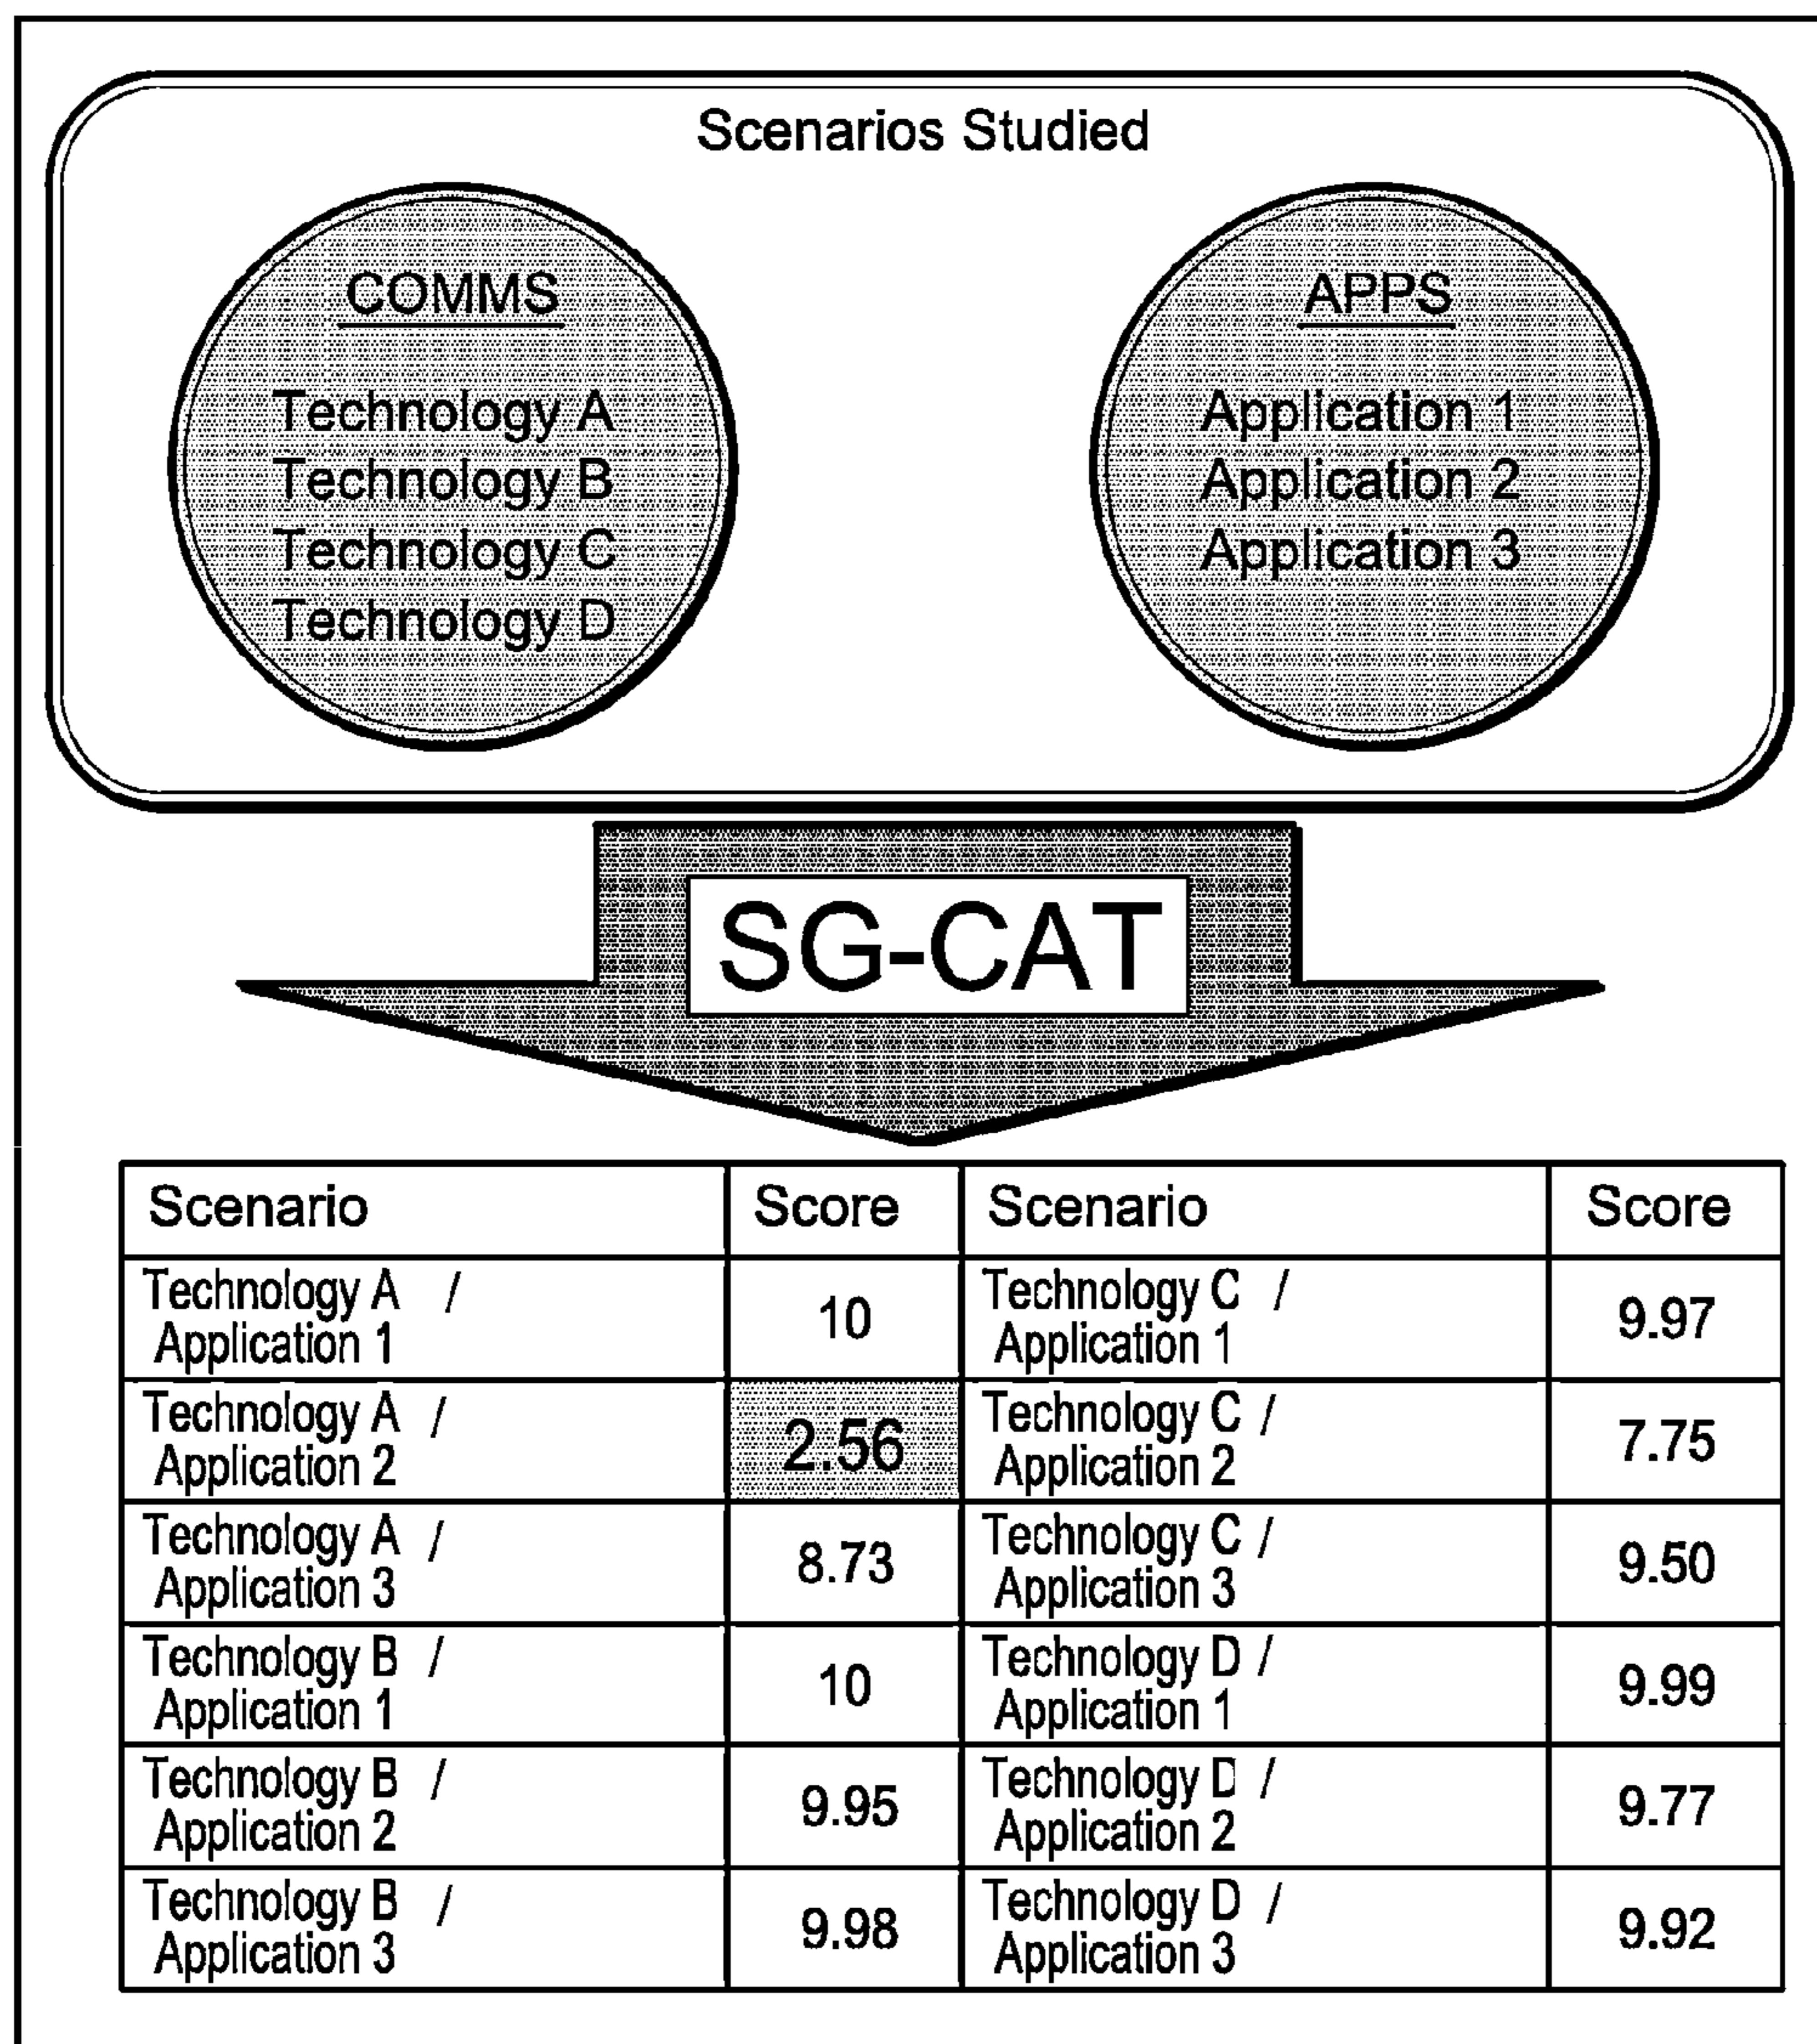 Scenarios Studied
COMMS
Technology A
Technology B
Technology C
Technology D
APPS
Application 1
Application 2
Application 3
SG-CAT
Scenario Score Scenario Score
Technology A /
Application 1
10
Technology C /
Application 1
9.97
Technology A /
Application 2
2.56
Technology C /
Application 2
7.75
Technology A /
Application 3
8.73
Technology C /
Application 3
9.50
Technology B /
Application 1
10
Technology D /
Application 1
9.99
Technology B /
Application 2
9.95
Technology D /
Application 2
9.77
Technology B /
Application 3
9.98
Technology D /
Application 3
9.92